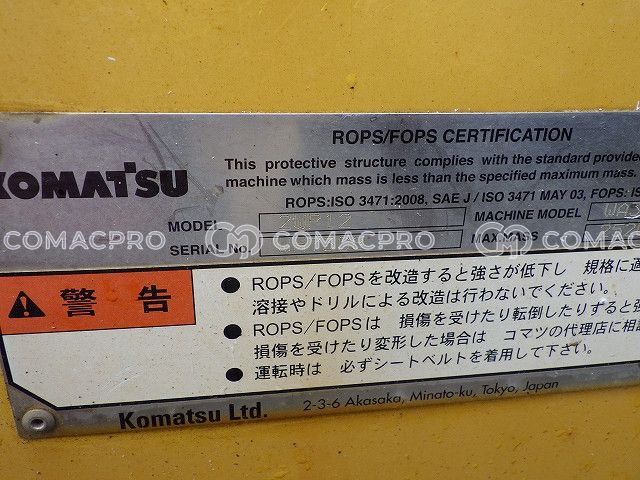 ROPS/FOPS CERTIFICATION
This protective structure complies with the standard provided
machine which mass is less than the specified maximum mass.
KOMATSU
ROPS:ISO 3471:2008, SAE J / ISO 3471 MAY 03, FOPS:
MODEL MACHINE MODEL
SERIAL No. MAX.MASS
COMACPRO COMACPRO COMACPRO
警告
● ROPS/FOPSを改造すると強さが低下し 規格に適
溶接やドリルによる改造は行わないでください。
● ROPS/FOPSは 損傷を受けたり転倒したりすると強
損傷を受けたり変形した場合は コマツの代理店に相談
● 運転時は 必ずシートベルトを着用して下さい。
Komatsu Ltd. 2-3-6 Akasaka, Minato-ku, Tokyo, Japan